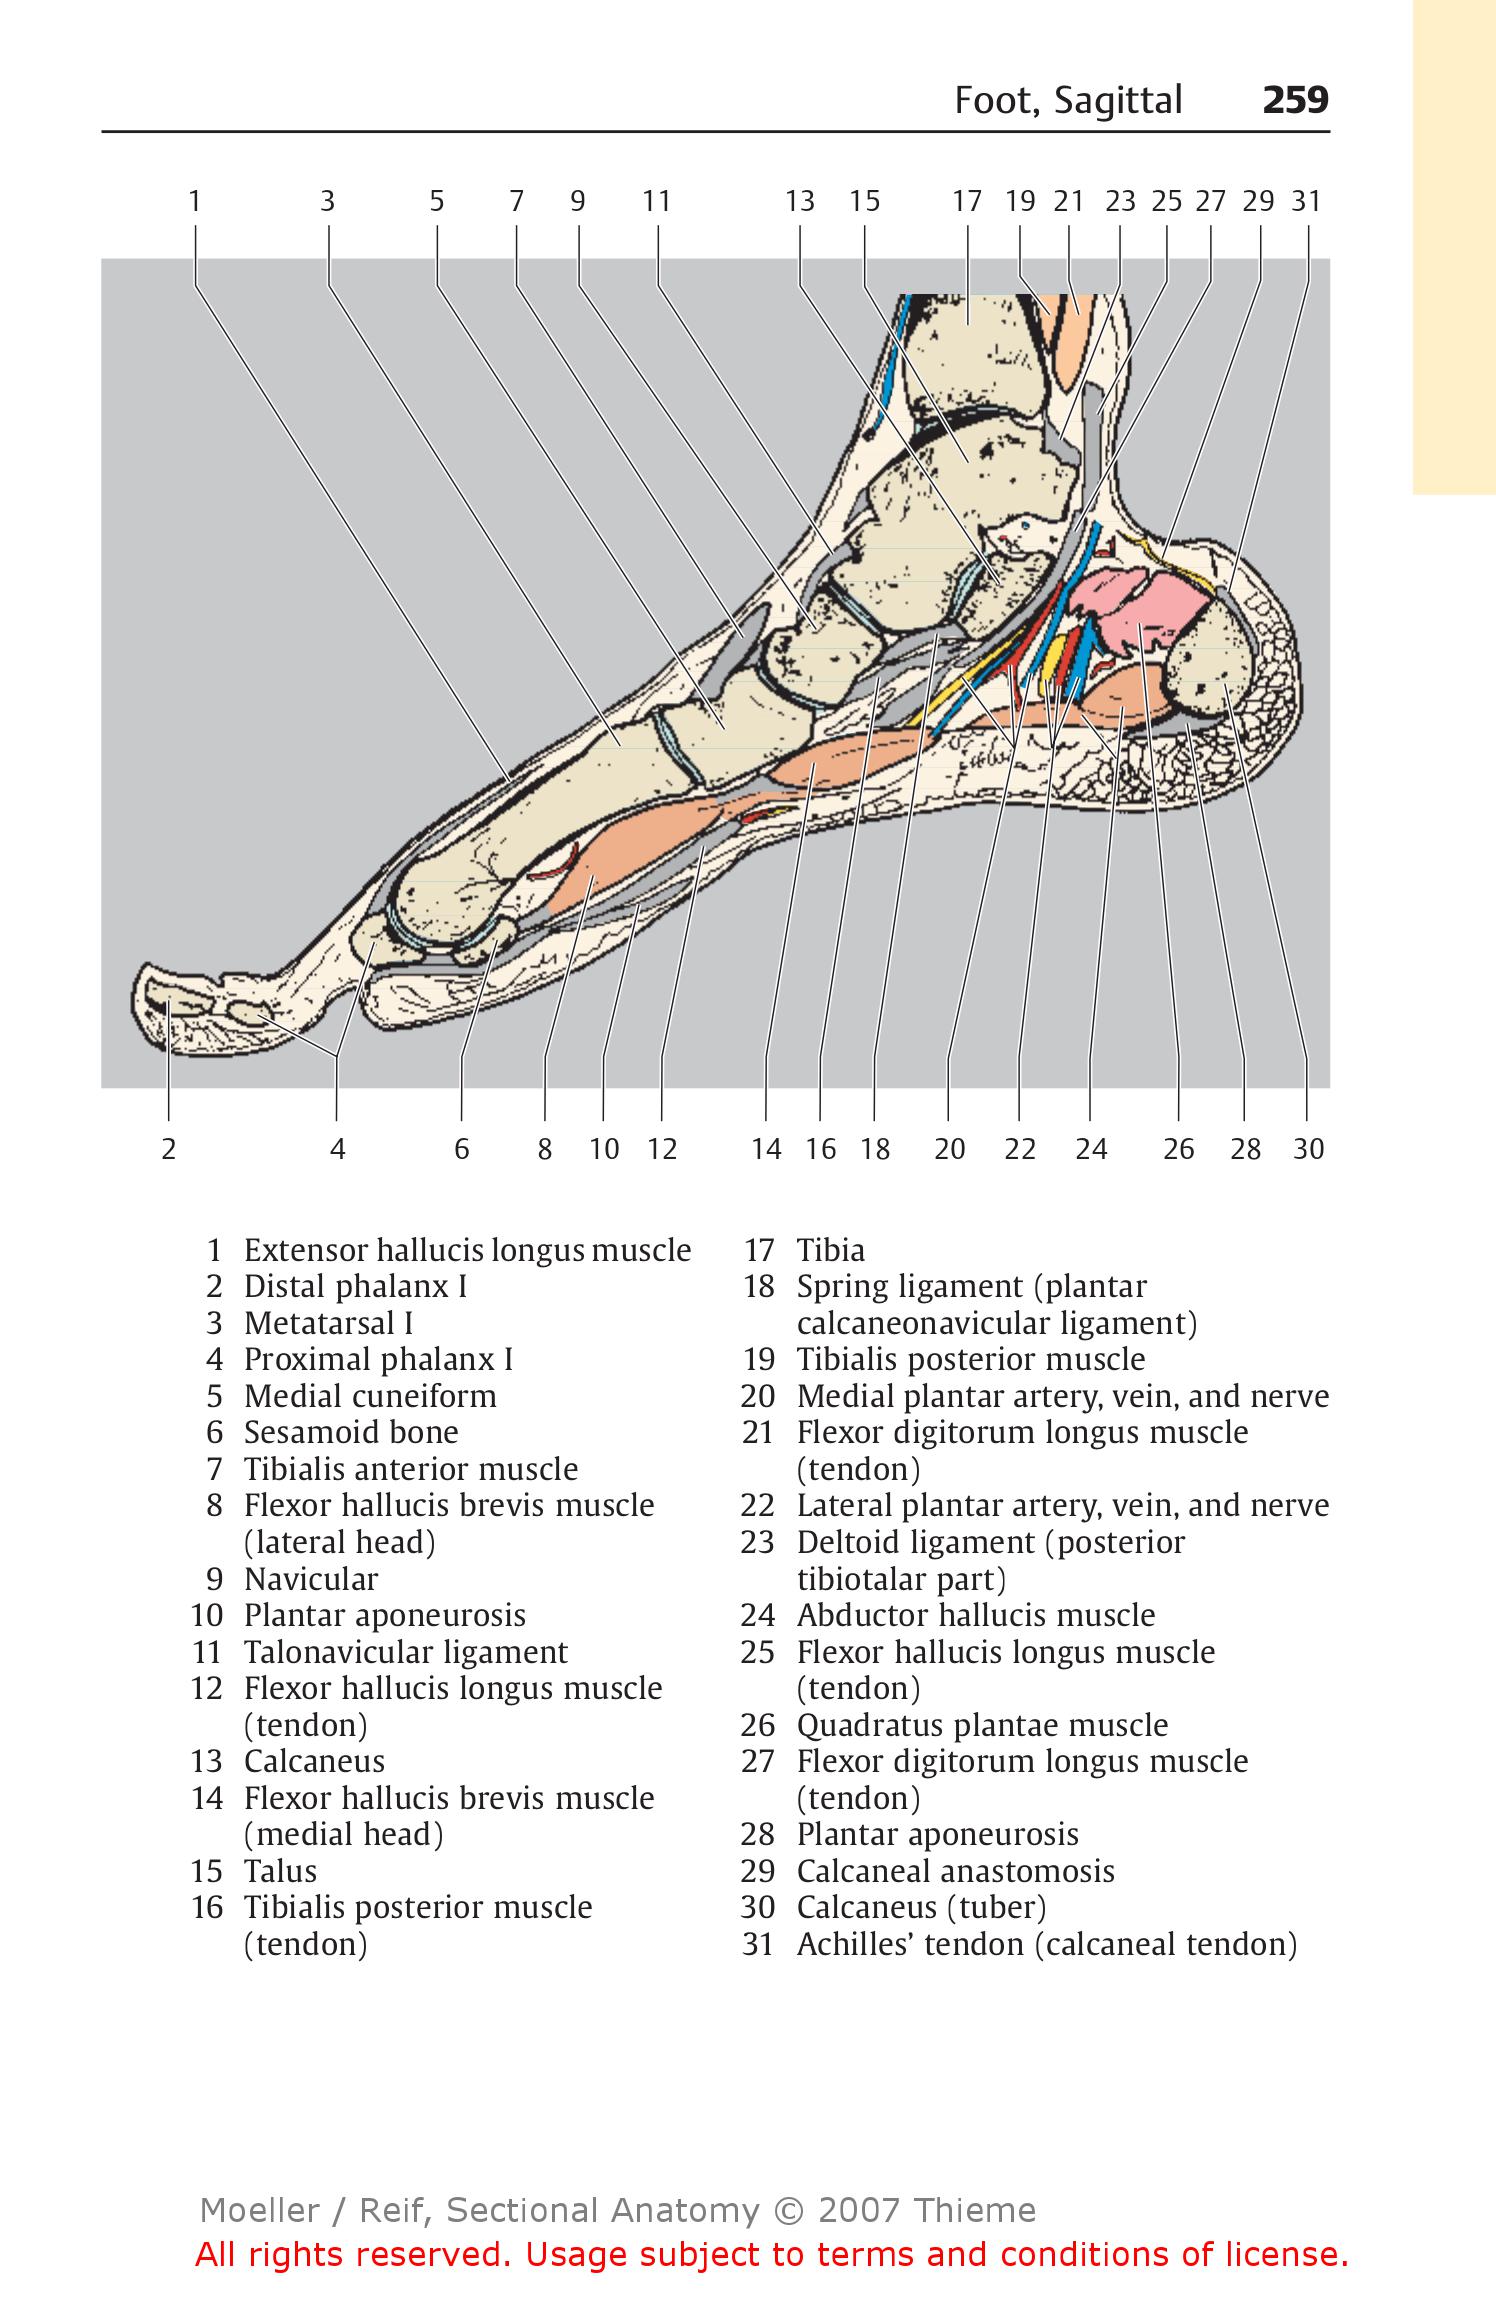 Foot, Sagittal 259
1 3 5 7 9 11 13 15 17 19 21 23 25 27 29 31
2 4 6 8 10 12 14 16 18 20 22 24 26 28 30
1 Extensor hallucis longus muscle
2 Distal phalanx I
3 Metatarsal I
4 Proximal phalanx I
5 Medial cuneiform
6 Sesamoid bone
7 Tibialis anterior muscle
8 Flexor hallucis brevis muscle
(lateral head)
9 Navicular
10 Plantar aponeurosis
11 Talonavicular ligament
12 Flexor hallucis longus muscle
(tendon)
13 Calcaneus
14 Flexor hallucis brevis muscle
(medial head)
15 Talus
16 Tibialis posterior muscle
(tendon)
17 Tibia
18 Spring ligament (plantar
calcaneonavicular ligament)
19 Tibialis posterior muscle
20 Medial plantar artery, vein, and nerve
21 Flexor digitorum longus muscle
(tendon)
22 Lateral plantar artery, vein, and nerve
23 Deltoid ligament (posterior
tibiotalar part)
24 Abductor hallucis muscle
25 Flexor hallucis longus muscle
(tendon)
26 Quadratus plantae muscle
27 Flexor digitorum longus muscle
(tendon)
28 Plantar aponeurosis
29 Calcaneal anastomosis
30 Calcaneus (tuber)
31 Achilles’ tendon (calcaneal tendon)
Moeller / Reif, Sectional Anatomy © 2007 Thieme
All rights reserved. Usage subject to terms and conditions of license.